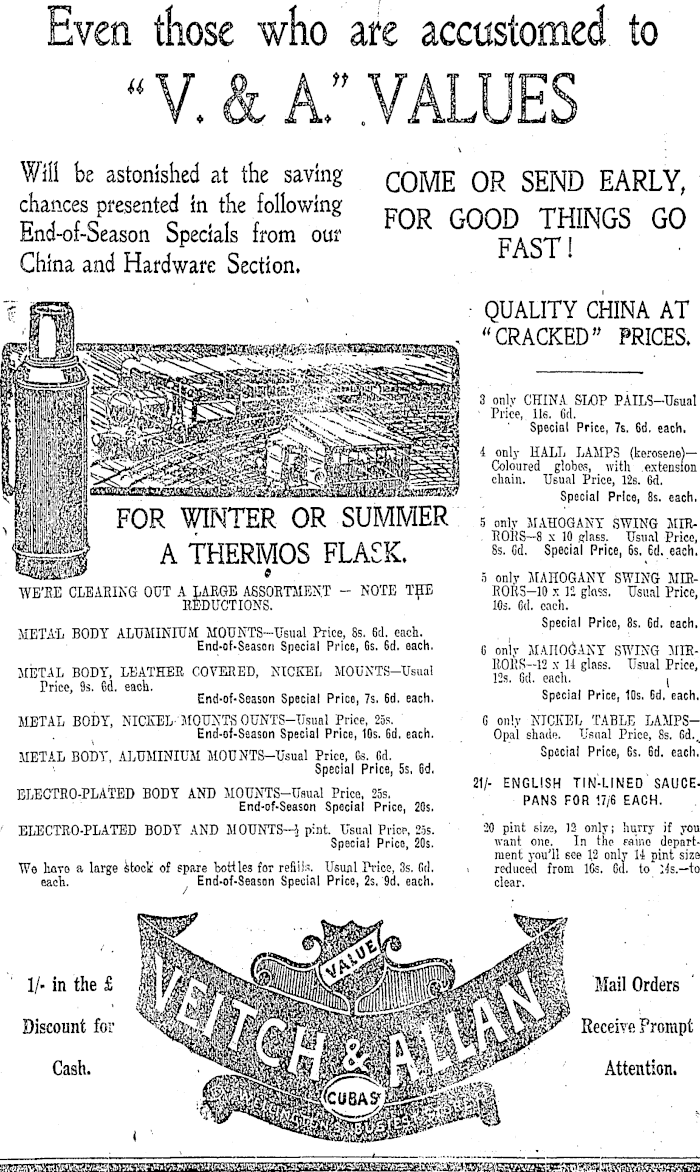 Even those who are accustomed to
"V. & A." VALUES
Will be astonished at the saving
chances presented in the following
End-of-Season Specials from our
China and Hardware Section.
COME OR SEND EARLY,
FOR GOOD THINGS GO
FAST!
FOR WINTER OR SUMMER
A THERMOS FLASK.
WE'RE CLEARING OUT A LARGE ASSORTMENT — NOTE THE
REDUCTIONS.
METAL BODY ALUMINIUM MOUNTS—Usual Price, 8s. 6d. each.
End-of-Season Special Price, 6s. 6d. each.
METAL BODY, LEATHER COVERED, NICKEL MOUNTS—Usual
Price, 9s. 6d. each.
End-of-Season Special Price, 7s. 6d. each.
METAL BODY, NICKEL MOUNTS OUNTS—Usual Price, 25s.
End-of-Season Special Price, 10s. 6d. each.
METAL BODY, ALUMINIUM MOUNTS—Usual Price, 6s. 6d.
Special Price, 5s. 6d.
ELECTRO-PLATED BODY AND MOUNTS—Usual Price, 25s.
End-of-Season Special Price, 20s.
ELECTRO-PLATED BODY AND MOUNTS—½ pint. Usual Price, 25s.
Special Price, 20s.
We have a large stock of spare bottles for refills. Usual Price, 3s. 6d.
each. End-of-Season Special Price, 2s. 9d. each.
QUALITY CHINA AT
"CRACKED" PRICES.
3 only CHINA SLOP PAILS—Usual
Price, 11s. 6d.
Special Price, 7s. 6d. each.
4 only HALL LAMPS (kerosene)—
Coloured globes, with extension
chain. Usual Price, 12s. 6d.
Special Price, 8s. each.
5 only MAHOGANY SWING MIR-
RORS—8 x 10 glass. Usual Price,
8s. 6d. Special Price, 6s. 6d. each.
5 only MAHOGANY SWING MIR-
RORS—10 x 12 glass. Usual Price,
10s. 6d. each.
Special Price, 8s. 6d. each.
6 only MAHOGANY SWING MIR-
RORS—12 x 14 glass. Usual Price,
12s. 6d. each.
Special Price, 10s. 6d. each.
6 only NICKEL TABLE LAMPS—
Opal shade. Usual Price, 8s. 6d.
Special Price, 6s. 6d. each.
21/- ENGLISH TIN-LINED SAUCE-
PANS FOR 17/6 EACH.
20 pint size, 12 only; hurry if you
want one. In the same depart-
ment you'll see 12 only 14 pint size
reduced from 16s. 6d. to 14s.—to
clear.
1/- in the £
Discount for
Cash.
VALUE
VEITCH & ALLAN
CUBAS
Mail Orders
Receive Prompt
Attention.